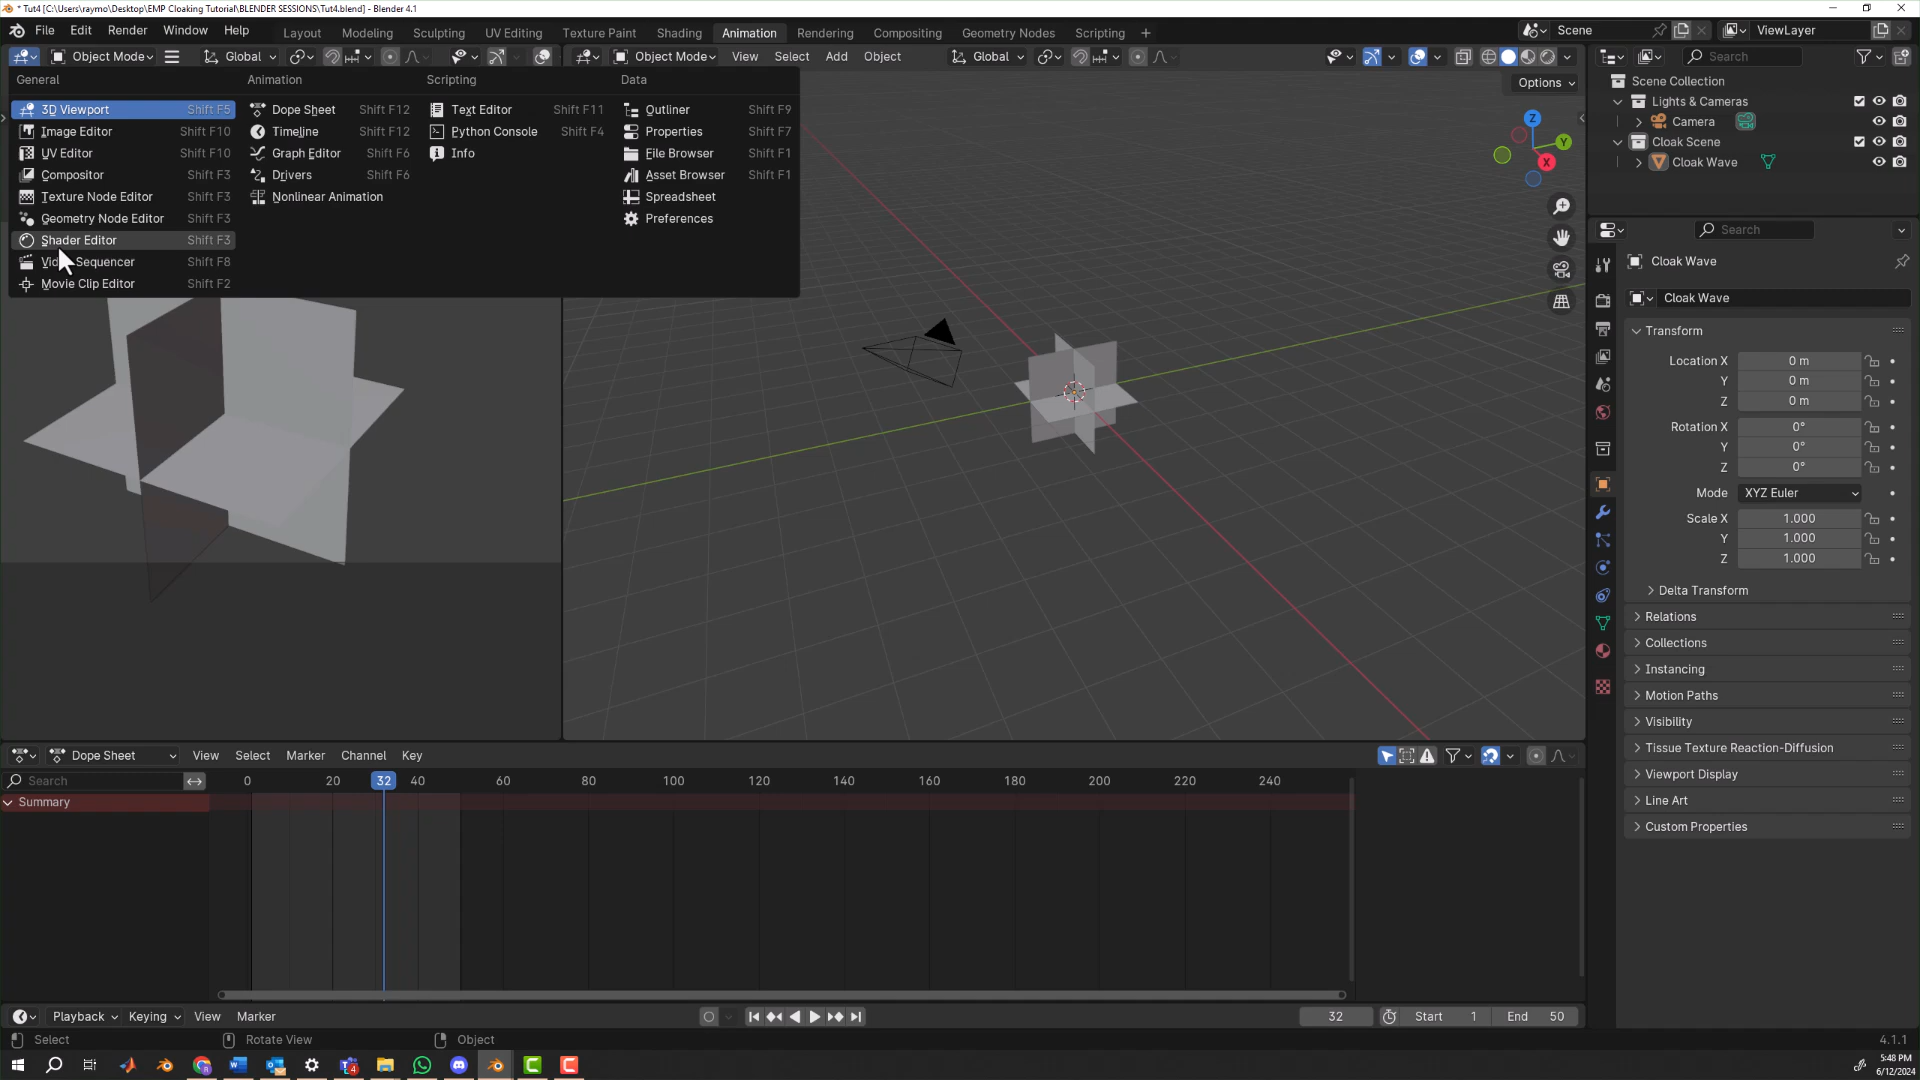 * Tut4 [C:\Users\raymo\Desktop\EMP Cloaking Tutorial\BLENDER SESSIONS\Tut4.blend] - Blender 4.1
File Edit Render Window Help Layout Modeling Sculpting UV Editing Texture Paint Shading Animation Rendering Compositing Geometry Nodes Scripting + Scene ViewLayer
Object Mode Global Object Mode View Select Add Object Global Search
Options
General Animation Scripting Data
3D Viewport Shift F5 Dope Sheet Shift F12 Text Editor Shift F11 Outliner Shift F9
Image Editor Shift F10 Timeline Shift F12 Python Console Shift F4 Properties Shift F7
UV Editor Shift F10 Graph Editor Shift F6 Info File Browser Shift F1
Compositor Shift F3 Drivers Shift F6 Asset Browser Shift F1
Texture Node Editor Shift F3 Nonlinear Animation Spreadsheet
Geometry Node Editor Shift F3 Preferences
Shader Editor Shift F3
Sequencer Shift F8
Movie Clip Editor Shift F2
Z
Y
X
Scene Collection
Lights & Cameras
Camera
Cloak Scene
Cloak Wave
Search
Cloak Wave
Cloak Wave
Transform
Location X 0 m
Y 0 m
Z 0 m
Rotation X 0°
Y 0°
Z 0°
Mode XYZ Euler
Scale X 1.000
Y 1.000
Z 1.000
Delta Transform
Relations
Collections
Instancing
Motion Paths
Visibility
Tissue Texture Reaction-Diffusion
Viewport Display
Line Art
Custom Properties
Dope Sheet View Select Marker Channel Key
Search 0 20 32 40 60 80 100 120 140 160 180 200 220 240
Summary
Playback Keying View Marker 32 Start 1 End 50
Select Rotate View Object 4.1.1
4
5:48 PM
6/12/2024